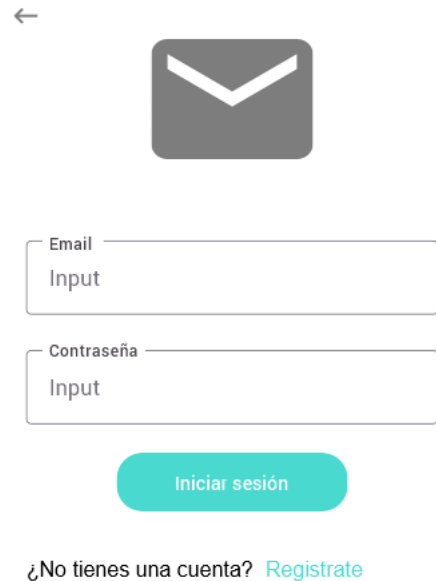 Email
Input
Contraseña
Input
Iniciar sesión
¿No tienes una cuenta? Registrate